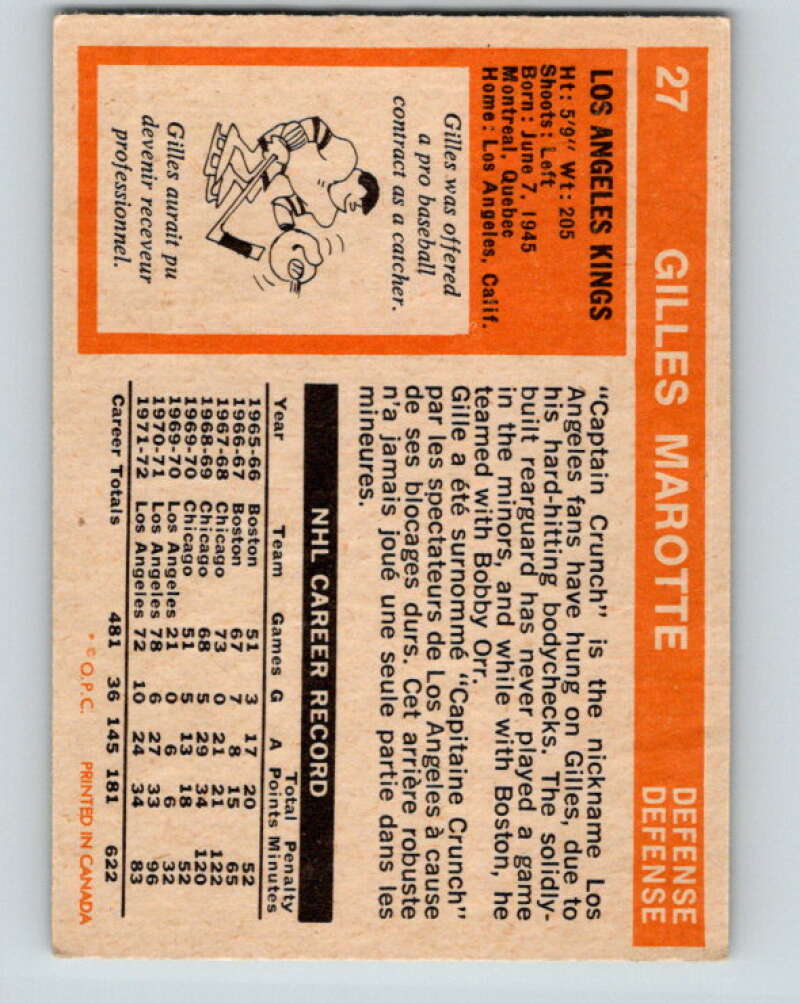 27 GILLES MAROTTE DEFENSE
DEFENSE
LOS ANGELES KINGS
Ht: 5'9" Wt: 205
Shoots: Left
Born: June 7, 1945
Montreal, Quebec
Home: Los Angeles, Calif.
Gilles was offered
a pro baseball
contract as a catcher.
Gilles aurait pu
devenir receveur
professionnel.
"Captain Crunch" is the nickname Los
Angeles fans have hung on Gilles, due to
his hard-hitting bodychecks. The solidly-
built rearguard has never played a game
in the minors, and while with Boston, he
teamed with Bobby Orr.
Gille a été surnommé "Capitaine Crunch"
par les spectateurs de Los Angeles à cause
de ses blocages durs. Cet arrière robuste
n'a jamais joué une seule partie dans les
mineures.
NHL CAREER RECORD
Total Penalty
Year Team Games G A Points Minutes
1965-66 Boston 51 3 17 20 52
1966-67 Boston 67 7 8 15 65
1967-68 Chicago 73 0 21 21 122
1968-69 Chicago 68 5 29 34 120
1969-70 Chicago 51 5 13 18 52
1969-70 Los Angeles 21 0 6 6 32
1970-71 Los Angeles 78 6 27 33 96
1971-72 Los Angeles 72 10 24 34 83
Career Totals 481 36 145 181 622
* © O.P.C. PRINTED IN CANADA